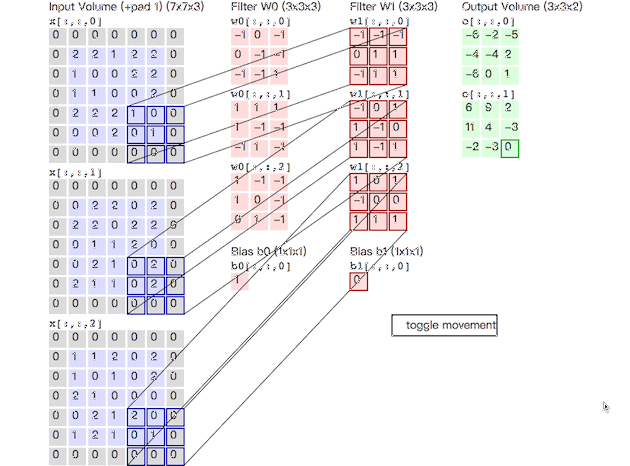 Input Volume (+pad 1) (7x7x3)
x[:,:,0]
0 0 0 0 0 0 0
0 2 2 1 2 2 0
0 1 0 0 2 2 0
0 1 1 0 0 2 0
0 2 2 2 1 0 0
0 0 0 2 0 1 0
0 0 0 0 0 0 0
x[:,:,1]
0 0 0 0 0 0 0
0 2 2 0 2 2 0
0 2 2 0 2 2 0
0 0 1 1 2 0 0
0 0 2 1 0 2 0
0 2 1 1 0 2 0
0 0 0 0 0 0 0
x[:,:,2]
0 0 0 0 0 0 0
0 1 1 2 0 2 0
0 1 0 1 0 2 0
0 2 1 0 0 0 0
0 0 2 1 2 0 0
0 1 2 1 0 1 0
0 0 0 0 0 0 0
Filter W0 (3x3x3)
w0[:,:,0]
-1 0 -1
0 -1 -1
-1 -1 1
w0[:,:,1]
1 1 1
1 -1 -1
w0[:,:,2]
1 -1 -1
1 0 -1
0 1 -1
Bias b0 (1x1x1)
b0[:,:,0]
1
Filter W1 (3x3x3)
w1[:,:,0]
-1 -1 -1
0 1 1
-1 1 1
w1[:,:,1]
-1 0 1
1 -1 0
1 -1 1
w1[:,:,2]
1 0 1
-1 0 0
1 1 1
Bias b1 (1x1x1)
b1[:,:,0]
0
Output Volume (3x3x2)
o[:,:,0]
-6 -2 -5
-4 -4 2
-6 0 1
o[:,:,1]
6 9 2
11 4 -3
-2 -3 0
toggle movement